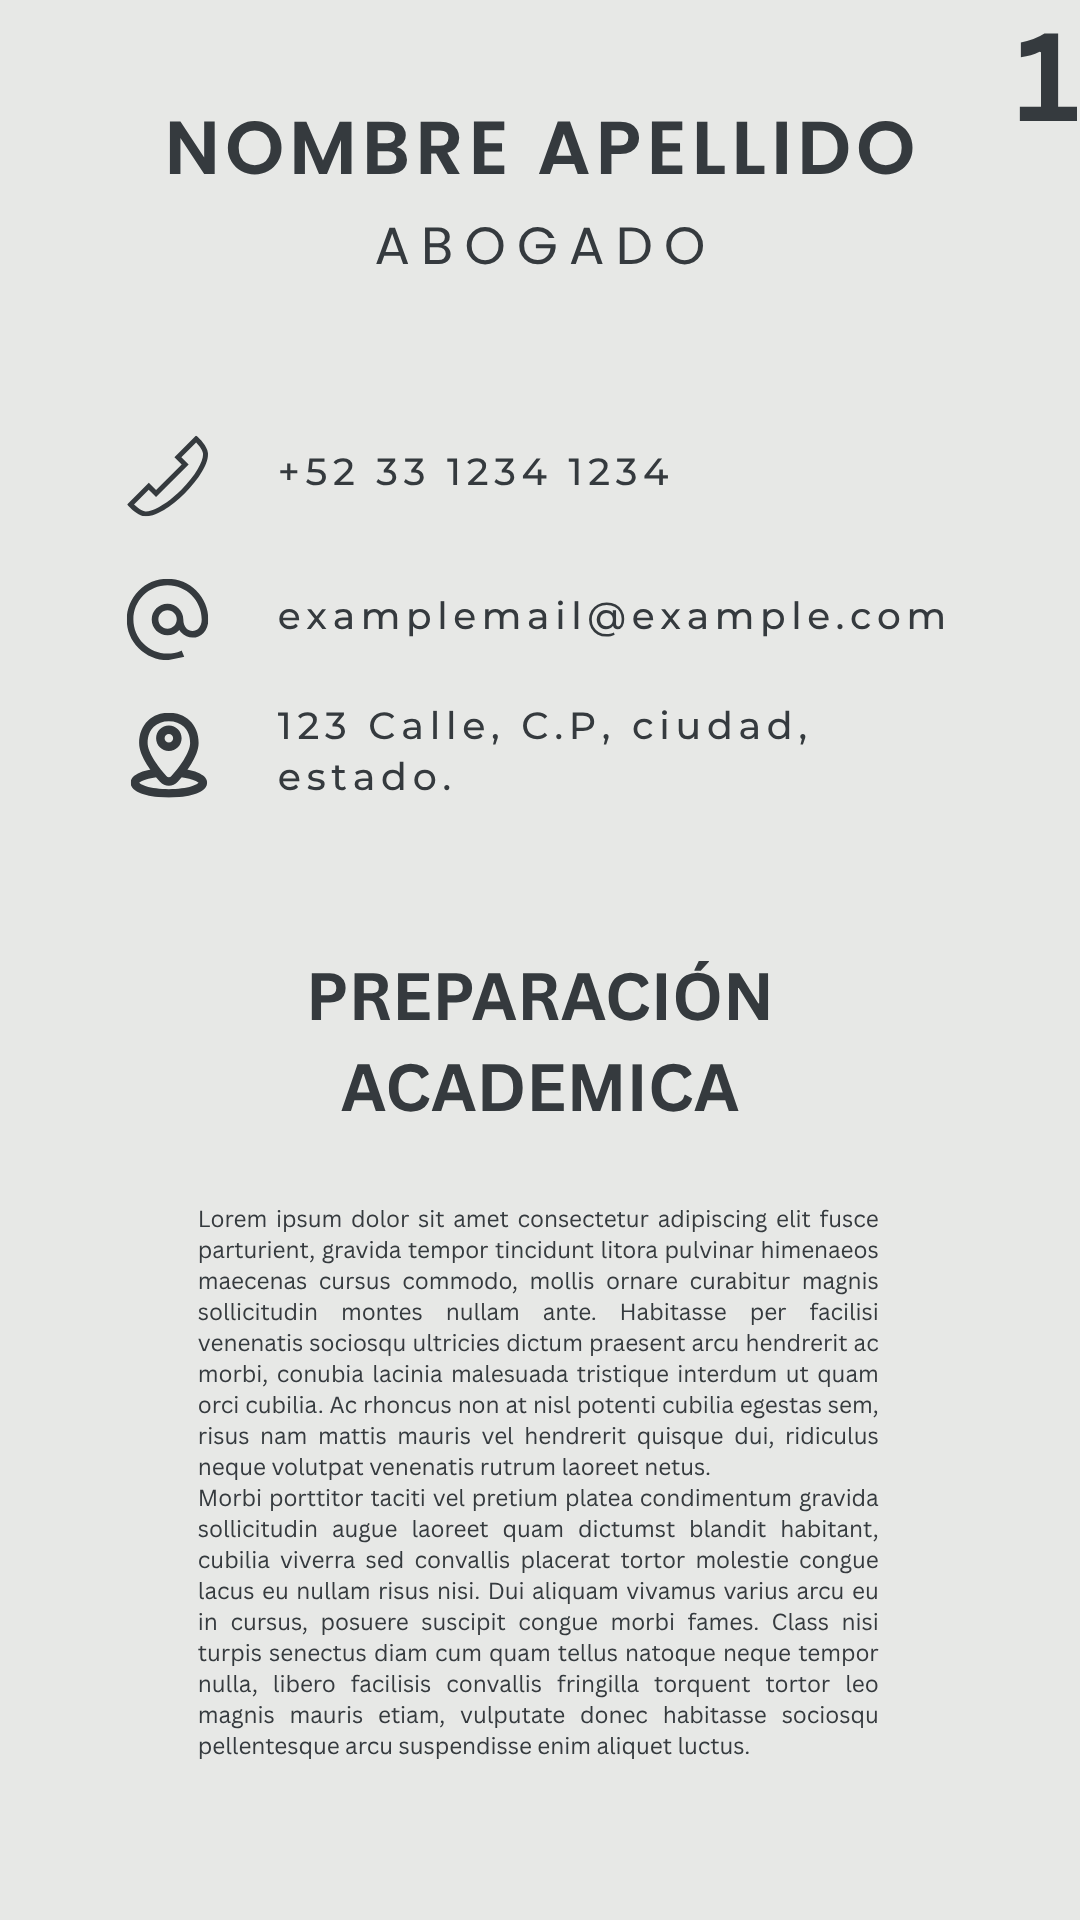 1
NOMBRE APELLIDO
ABOGADO
+52 33 1234 1234
examplemail@example.com
123 Calle, C.P, ciudad,
estado.
PREPARACIÓN
ACADEMICA
Lorem ipsum dolor sit amet consectetur adipiscing elit fusce
parturient, gravida tempor tincidunt litora pulvinar himenaeos
maecenas cursus commodo, mollis ornare curabitur magnis
sollicitudin montes nullam ante. Habitasse per facilisi
venenatis sociosqu ultricies dictum praesent arcu hendrerit ac
morbi, conubia lacinia malesuada tristique interdum ut quam
orci cubilia. Ac rhoncus non at nisl potenti cubilia egestas sem,
risus nam mattis mauris vel hendrerit quisque dui, ridiculus
neque volutpat venenatis rutrum laoreet netus.
Morbi porttitor taciti vel pretium platea condimentum gravida
sollicitudin augue laoreet quam dictumst blandit habitant,
cubilia viverra sed convallis placerat tortor molestie congue
lacus eu nullam risus nisi. Dui aliquam vivamus varius arcu eu
in cursus, posuere suscipit congue morbi fames. Class nisi
turpis senectus diam cum quam tellus natoque neque tempor
nulla, libero facilisis convallis fringilla torquent tortor leo
magnis mauris etiam, vulputate donec habitasse sociosqu
pellentesque arcu suspendisse enim aliquet luctus.